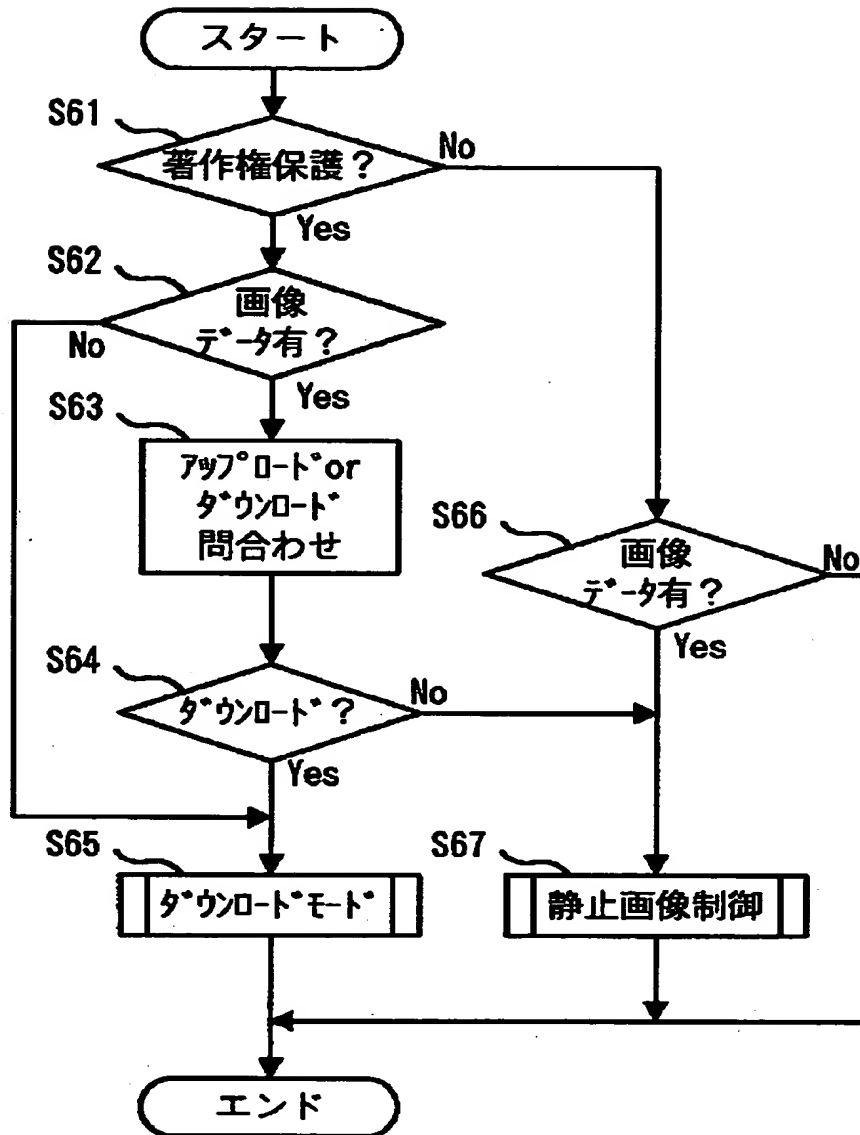 スタート
S61
著作権保護？
No
Yes
S62
画像
ﾃﾞｰﾀ有？
No
Yes
S63
ｱｯﾌﾟﾛｰﾄﾞor
ﾀﾞｳﾝﾛｰﾄﾞ
問合わせ
S66
画像
ﾃﾞｰﾀ有？
No
Yes
S64
ﾀﾞｳﾝﾛｰﾄﾞ？
No
Yes
S65
ﾀﾞｳﾝﾛｰﾄﾞﾓｰﾄﾞ
S67
静止画像制御
エンド